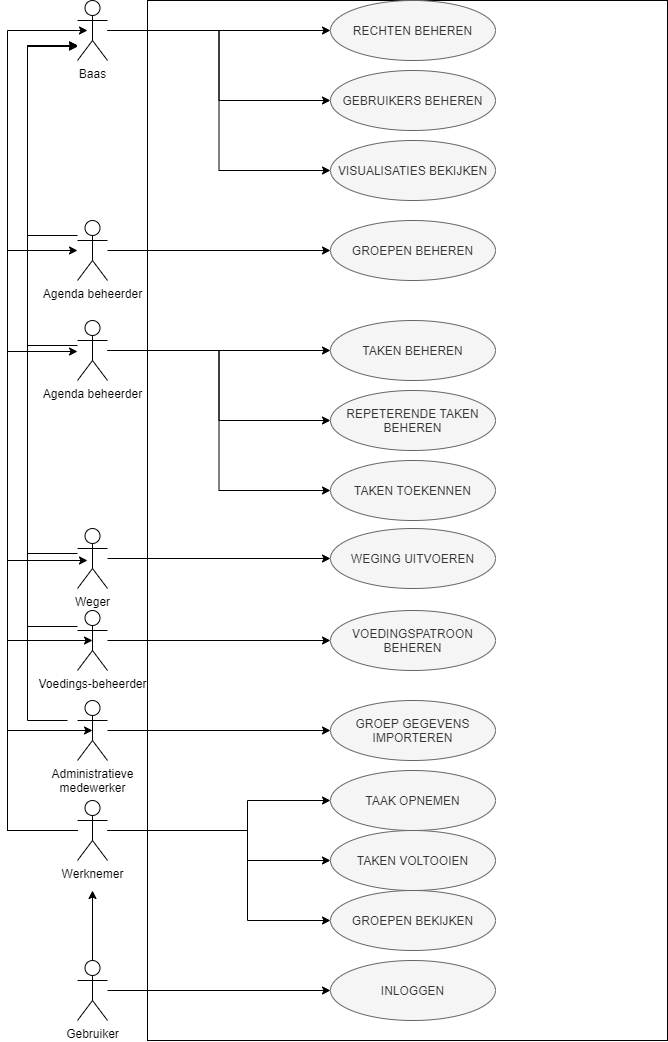 RECHTEN BEHEREN
Baas
GEBRUIKERS BEHEREN
VISUALISATIES BEKIJKEN
GROEPEN BEHEREN
Agenda beheerder
TAKEN BEHEREN
Agenda beheerder
REPETERENDE TAKEN
BEHEREN
TAKEN TOEKENNEN
WEGING UITVOEREN
Weger
VOEDINGSPATROON
BEHEREN
Voedings-beheerder
GROEP GEGEVENS
IMPORTEREN
Administratieve
medewerker
TAAK OPNEMEN
TAKEN VOLTOOIEN
Werknemer
GROEPEN BEKIJKEN
INLOGGEN
Gebruiker